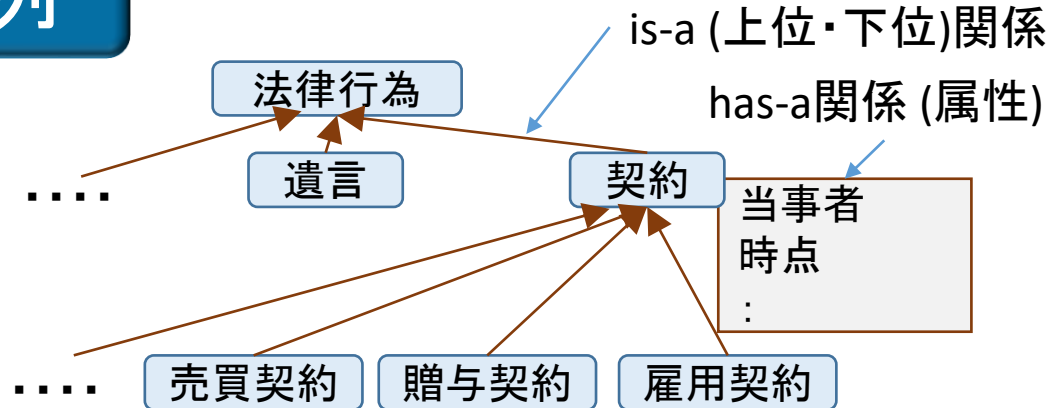 列
is-a (上位・下位)関係
法律行為
has-a関係 (属性)
････
遺言
契約
当事者
時点
:
････
売買契約
贈与契約
雇用契約